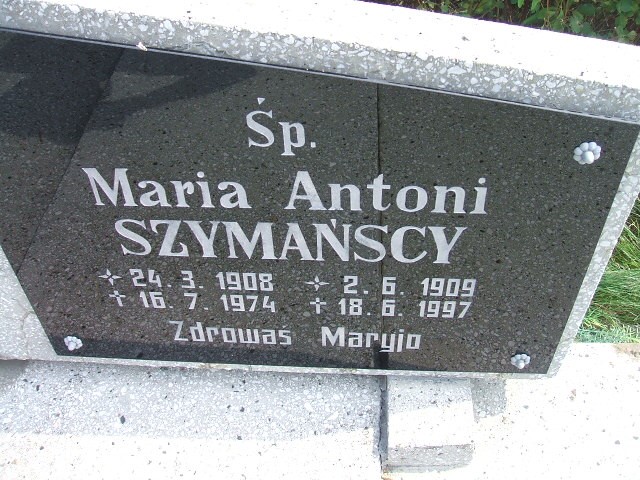 Śp.
Maria Antoni
SZYMAŃSCY
24. 3. 1908 2. 6. 1909
✝ 16. 7. 1974 ✝ 18. 6. 1997
Zdrowaś Maryjo